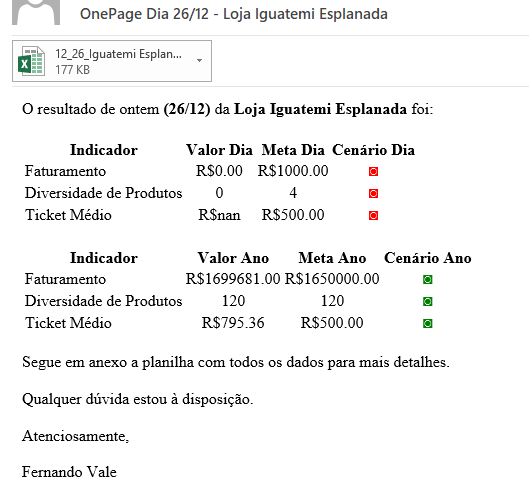 OnePage Dia 26/12 - Loja Iguatemi Esplanada
12_26_Iguatemi Esplan...
177 KB
O resultado de ontem (26/12) da Loja Iguatemi Esplanada foi:
Indicador Valor Dia Meta Dia Cenário Dia
Faturamento R$0.00 R$1000.00 ◙
Diversidade de Produtos 0 4 ◙
Ticket Médio R$nan R$500.00 ◙
Indicador Valor Ano Meta Ano Cenário Ano
Faturamento R$1699681.00 R$1650000.00 ◙
Diversidade de Produtos 120 120 ◙
Ticket Médio R$795.36 R$500.00 ◙
Segue em anexo a planilha com todos os dados para mais detalhes.
Qualquer dúvida estou à disposição.
Atenciosamente,
Fernando Vale